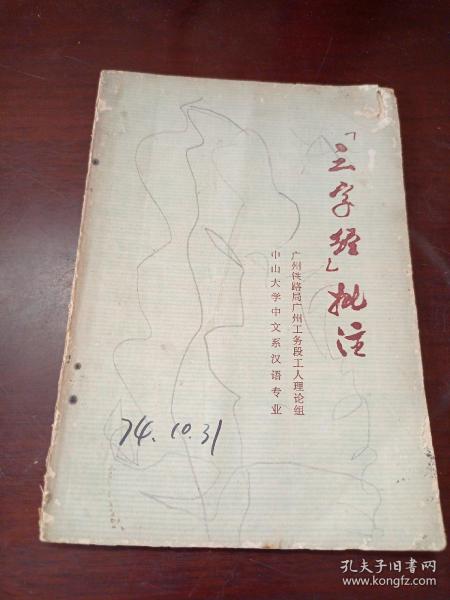 「三字经」批注
广州铁路局广州工务段工人理论组
中山大学中文系汉语专业
74.10.31
孔夫子旧书网
www.kongfz.com